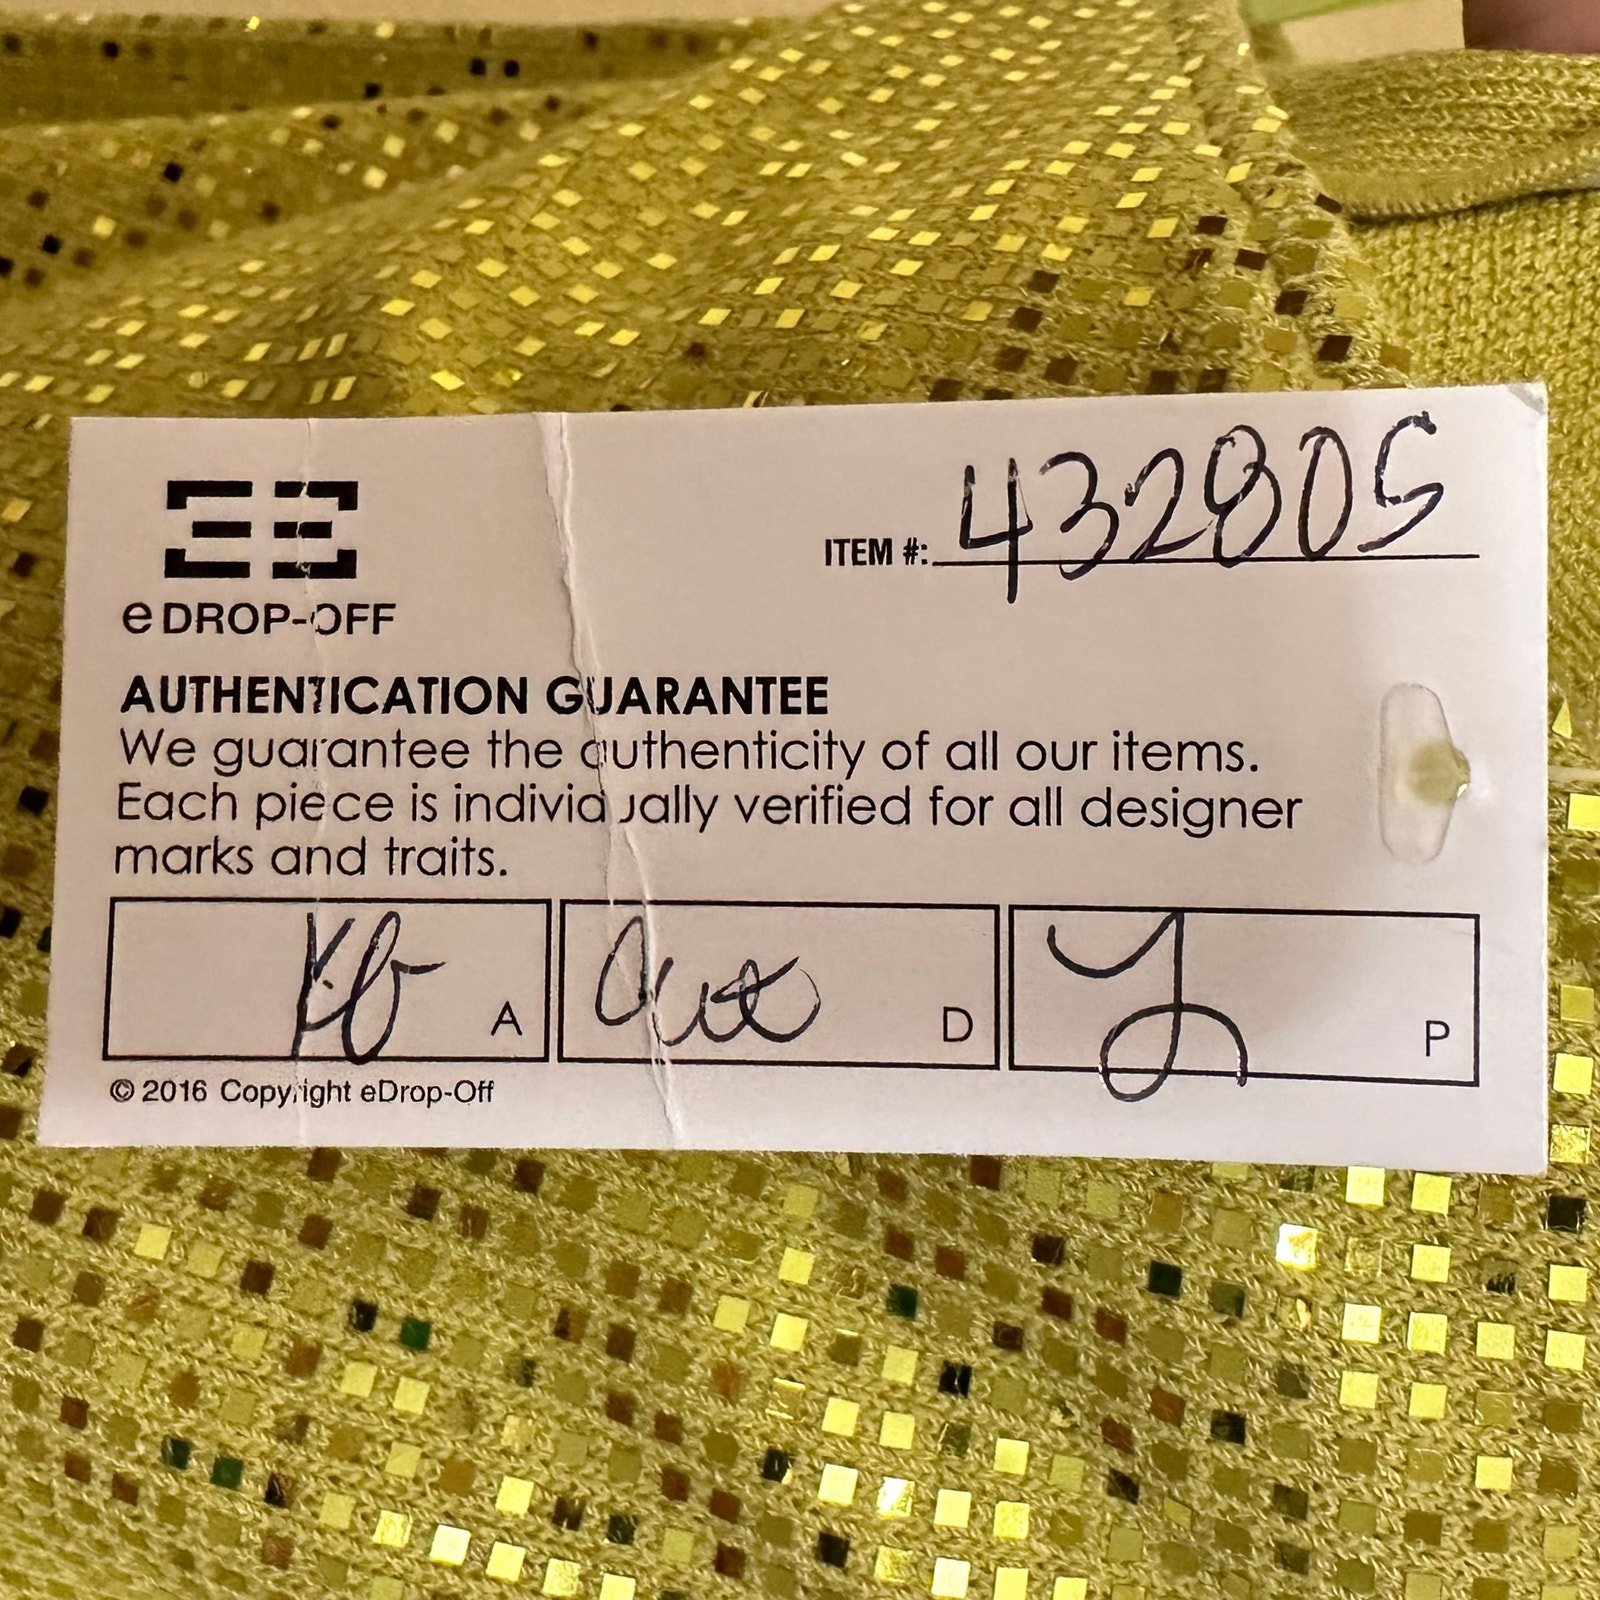 ITEM #: 432805
eDROP-OFF
AUTHENTICATION GUARANTEE
We guarantee the authenticity of all our items.
Each piece is individually verified for all designer
marks and traits.
A D P
© 2016 Copyright eDrop-Off